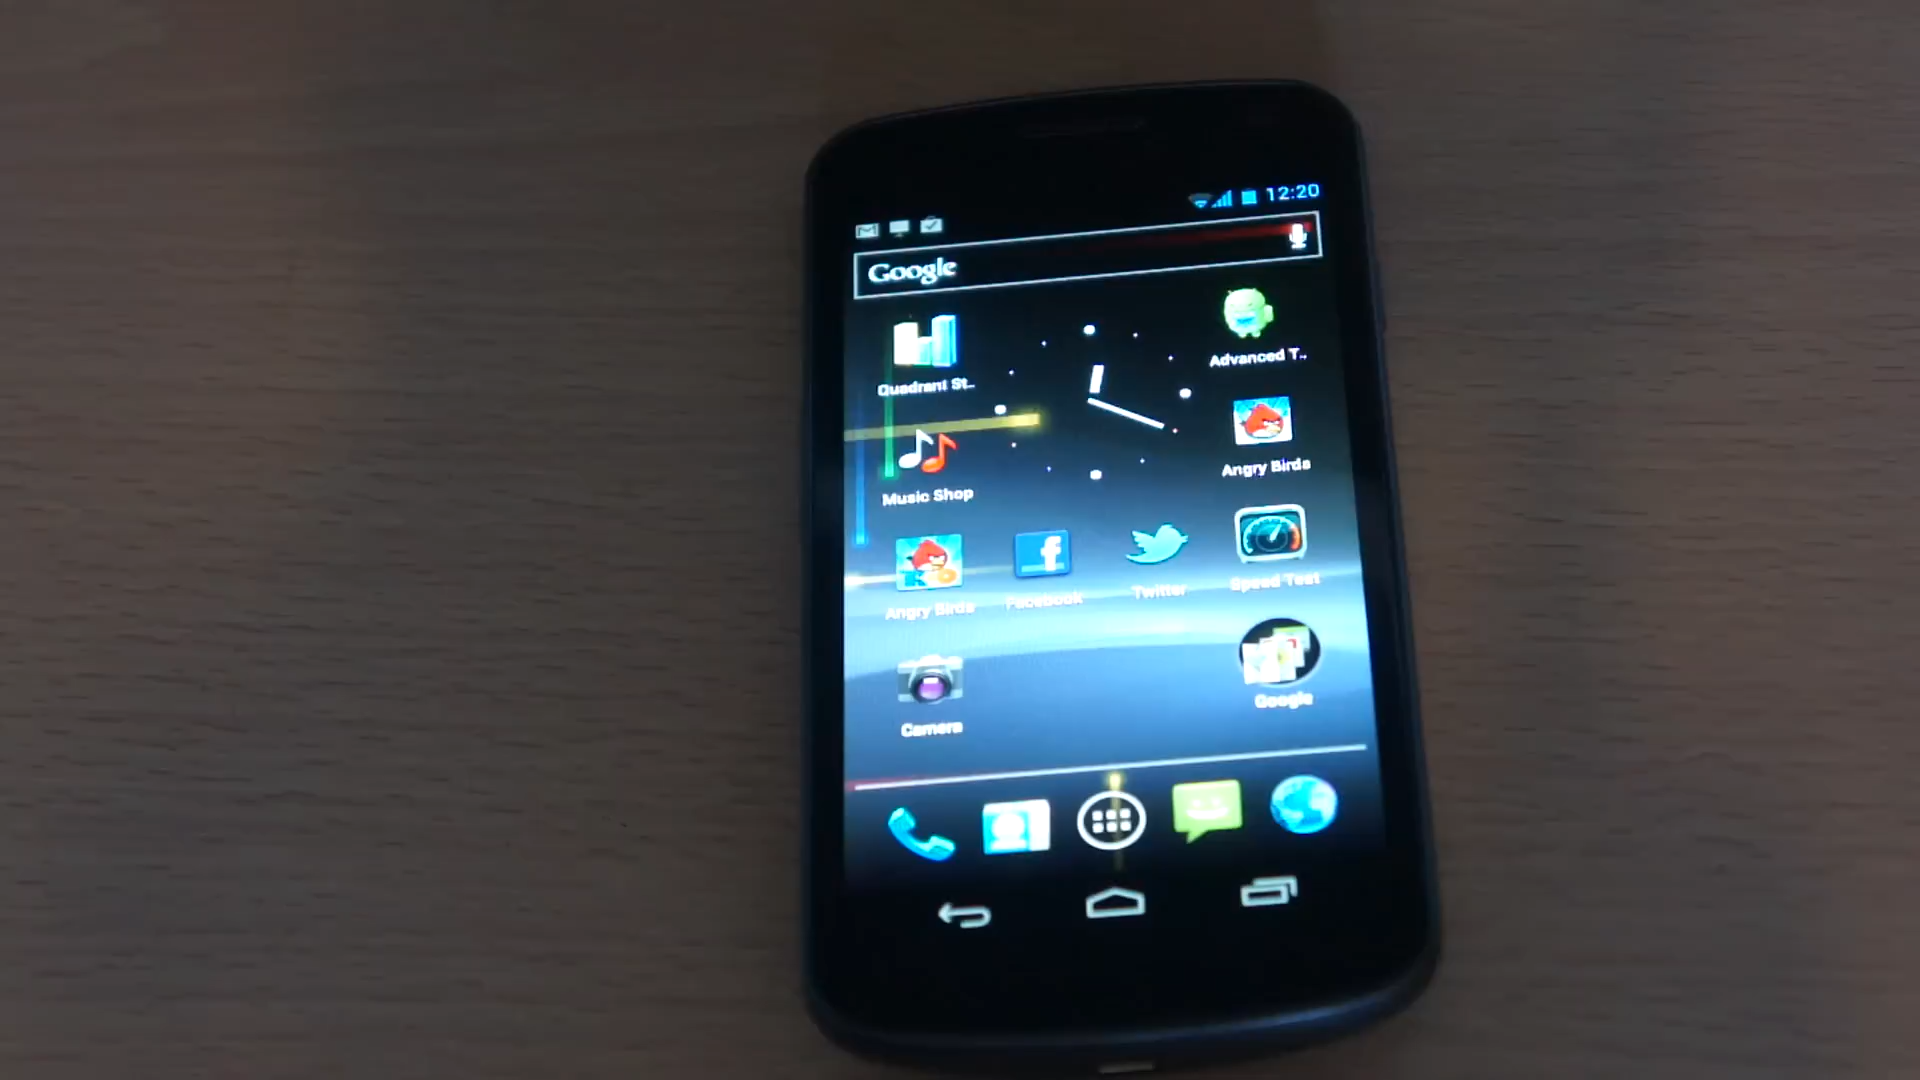 12:20
Google
Quadrant St..
Advanced T..
Music Shop
Angry Birds
Angry Birds
Facebook
Twitter
Speed Test
Camera
Google